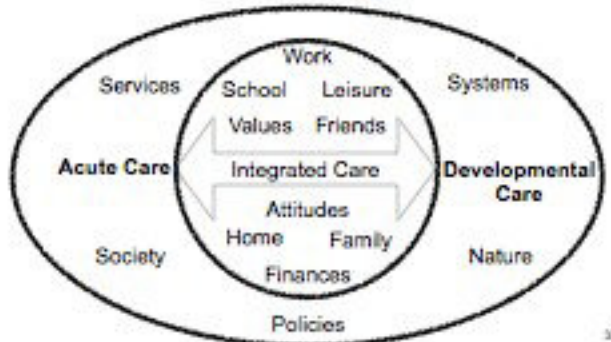 Work
Services School Leisure Systems
Values Friends
Acute Care Integrated Care Developmental
Care
Attitudes
Home Family
Society Nature
Finances
Policies